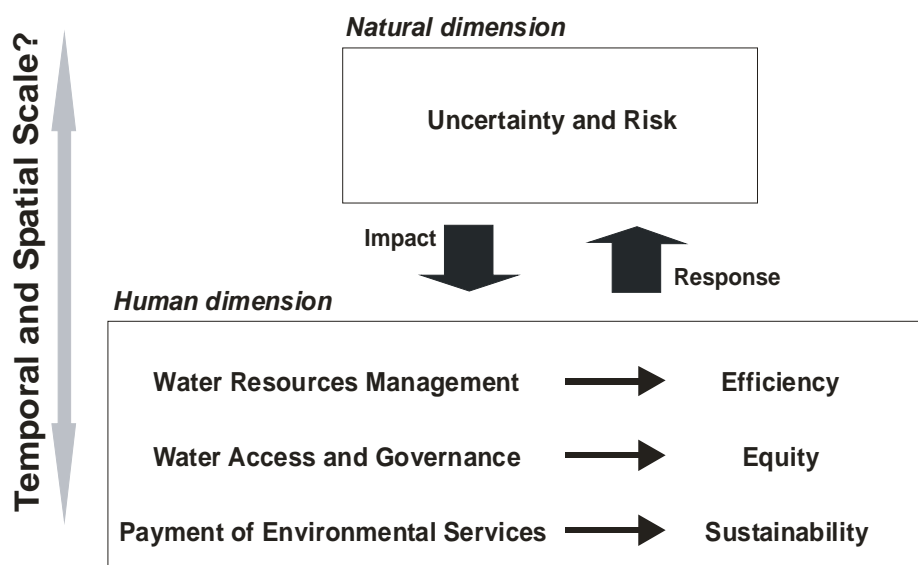 Temporal and Spatial Scale?
Natural dimension
Uncertainty and Risk
Impact
Response
Human dimension
Water Resources Management
Efficiency
Water Access and Governance
Equity
Payment of Environmental Services
Sustainability